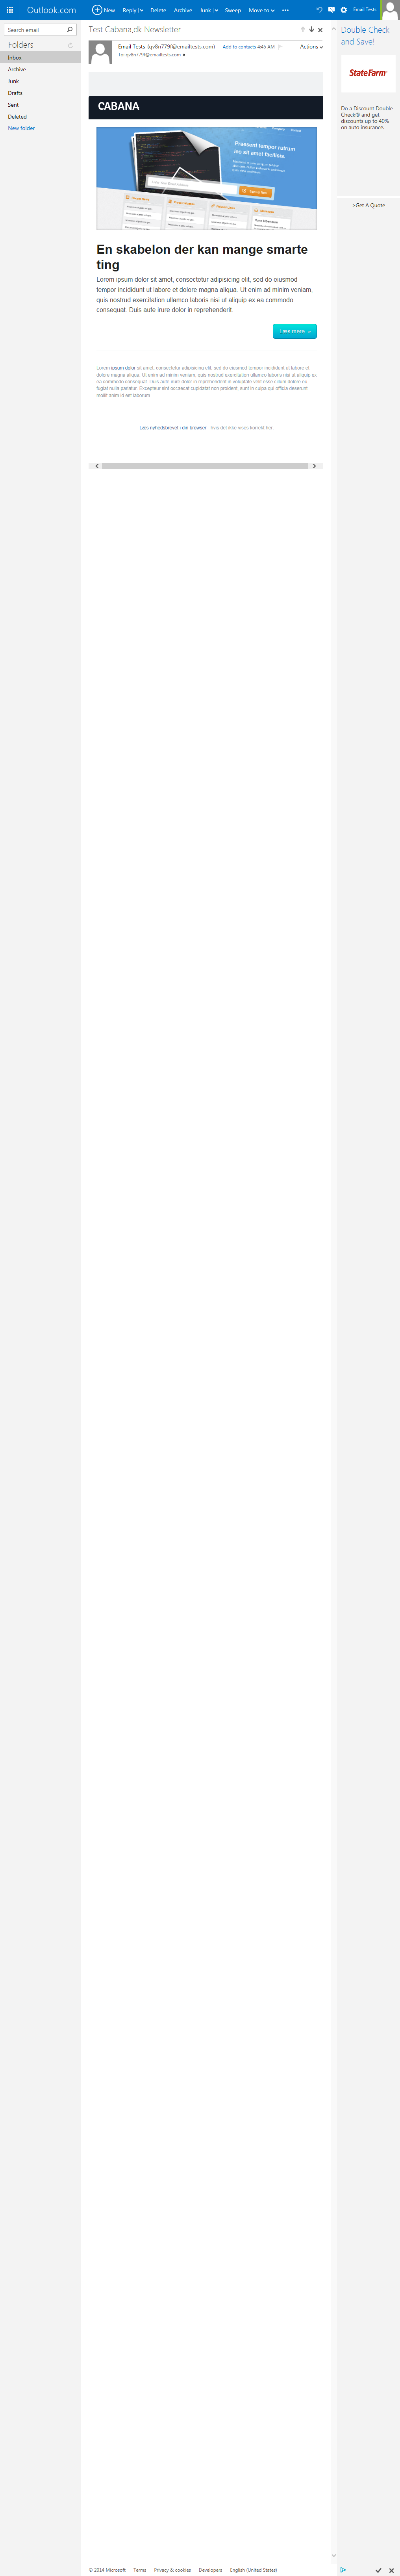 Outlook.com
New Reply Delete Archive Junk Sweep Move to ••• Email Tests
Search email
Folders
Inbox
Archive
Junk
Drafts
Sent
Deleted
New folder
Test Cabana.dk Newsletter
Email Tests
Add to contacts 4:45 AM
Actions
To:
CABANA
Praesent tempor rutrum
leo sit amet facilisis.
En skabelon der kan mange smarte
ting
Lorem ipsum dolor sit amet, consectetur adipisicing elit, sed do eiusmod
tempor incididunt ut labore et dolore magna aliqua. Ut enim ad minim veniam,
quis nostrud exercitation ullamco laboris nisi ut aliquip ex ea commodo
consequat. Duis aute irure dolor in reprehenderit.
Læs mere »
Lorem ipsum dolor sit amet, consectetur adipisicing elit, sed do eiusmod tempor incididunt ut labore et
dolore magna aliqua. Ut enim ad minim veniam, quis nostrud exercitation ullamco laboris nisi ut aliquip ex
ea commodo consequat. Duis aute irure dolor in reprehenderit in voluptate velit esse cillum dolore eu
fugiat nulla pariatur. Excepteur sint occaecat cupidatat non proident, sunt in culpa qui officia deserunt
mollit anim id est laborum.
Læs nyhedsbrevet i din browser - hvis det ikke vises korrekt her.
Double Check
and Save!
StateFarm
Do a Discount Double
Check® and get
discounts up to 40%
on auto insurance.
>Get A Quote
© 2014 Microsoft Terms Privacy & cookies Developers English (United States)